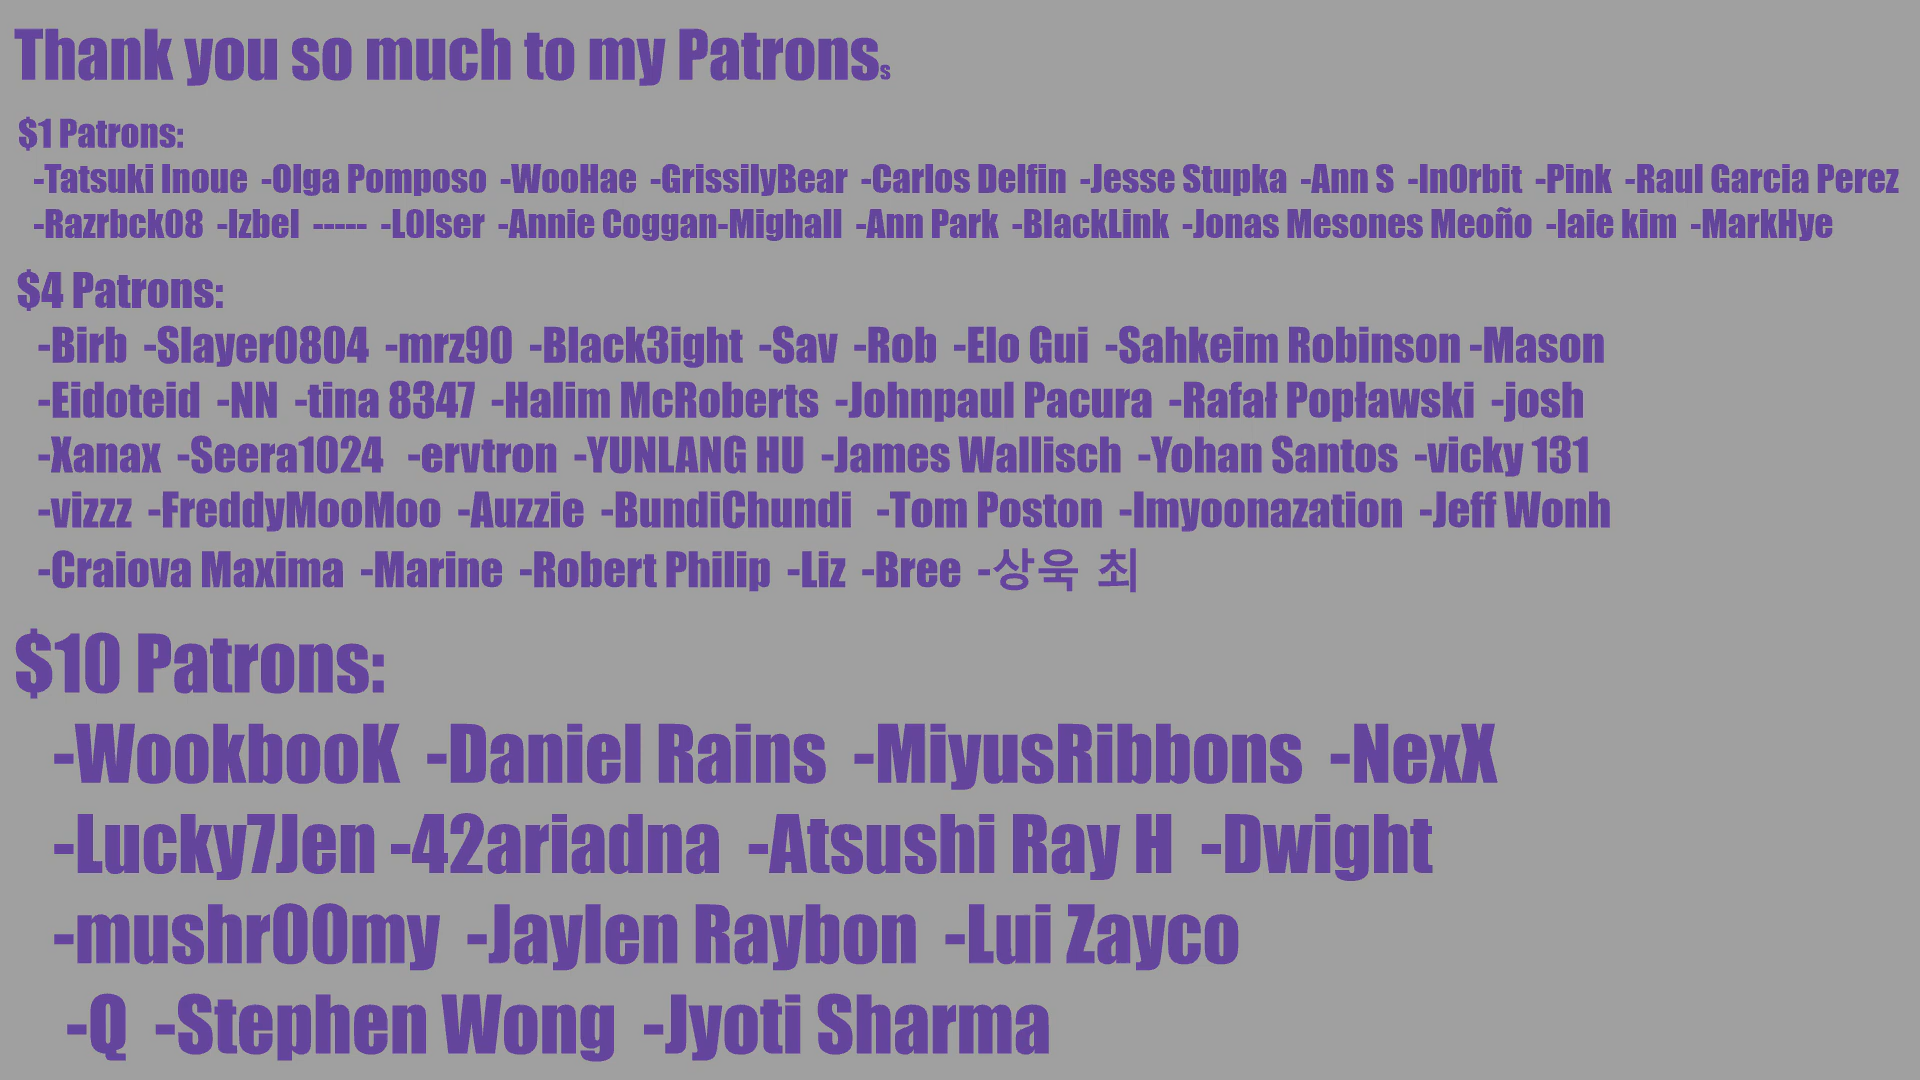 Thank you so much to my Patronss
$1 Patrons:
-Tatsuki Inoue -Olga Pomposo -WooHae -GrissilyBear -Carlos Delfin -Jesse Stupka -Ann S -InOrbit -Pink -Raul Garcia Perez
-Razrbck08 -Izbel ----- -L0lser -Annie Coggan-Mighall -Ann Park -BlackLink -Jonas Mesones Meoño -laie kim -MarkHye
$4 Patrons:
-Birb -Slayer0804 -mrz90 -Black3ight -Sav -Rob -Elo Gui -Sahkeim Robinson -Mason
-Eidoteid -NN -tina 8347 -Halim McRoberts -Johnpaul Pacura -Rafał Popławski -josh
-Xanax -Seera1024 -ervtron -YUNLANG HU -James Wallisch -Yohan Santos -vicky 131
-vizzz -FreddyMooMoo -Auzzie -BundiChundi -Tom Poston -Imyoonazation -Jeff Wonh
-Craiova Maxima -Marine -Robert Philip -Liz -Bree -상욱 최
$10 Patrons:
-WookbooK -Daniel Rains -MiyusRibbons -NexX
-Lucky7Jen -42ariadna -Atsushi Ray H -Dwight
-mushr00my -Jaylen Raybon -Lui Zayco
-Q -Stephen Wong -Jyoti Sharma